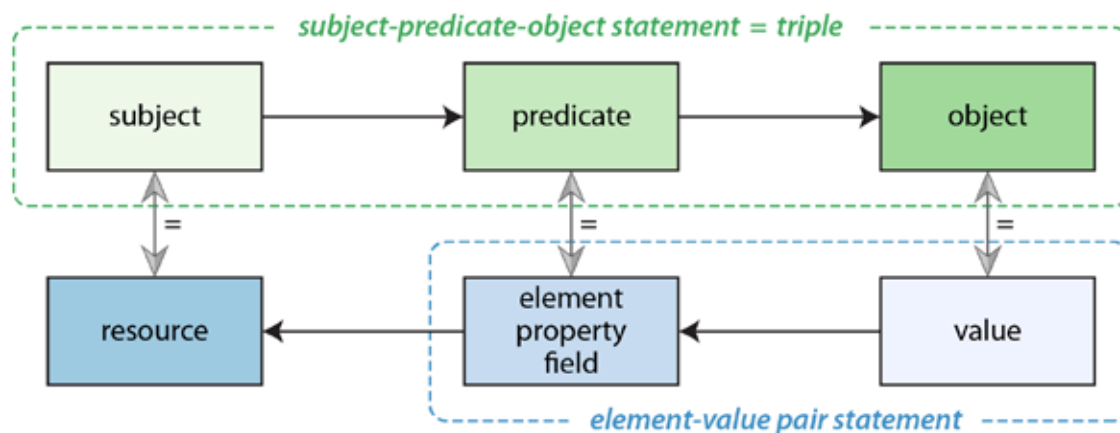 subject-predicate-object statement = triple
subject
predicate
object
=
=
=
resource
element
property
field
value
element-value pair statement